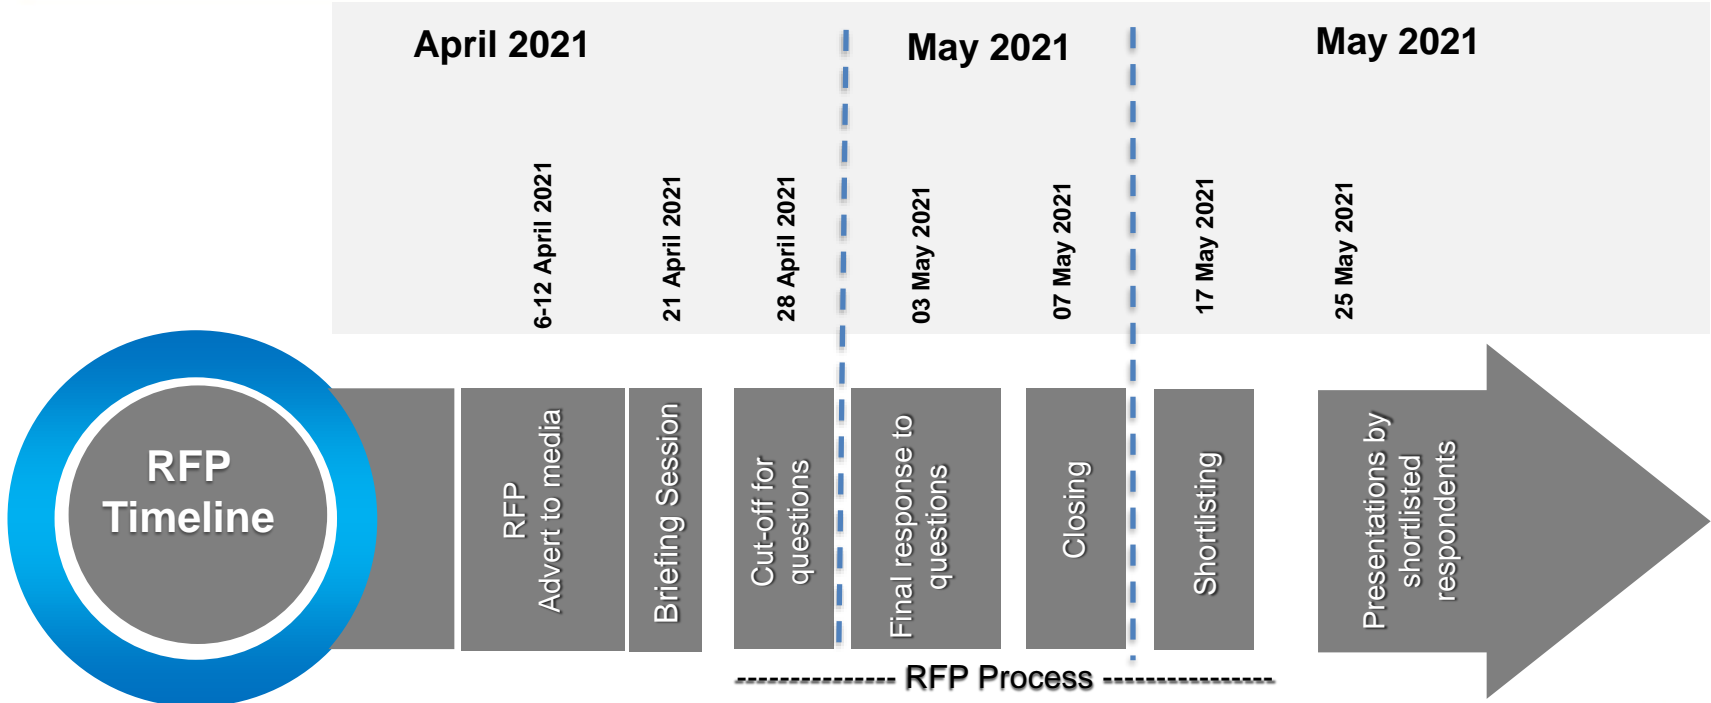 April 2021
May 2021
May 2021
6-12 April 2021
21 April 2021
28 April 2021
03 May 2021
07 May 2021
17 May 2021
25 May 2021
RFP
Timeline
RFP
Advert to media
Briefing Session
Cut-off for
questions
Final response to
questions
Closing
Shortlisting
Presentations by
shortlisted
respondents
--------------- RFP Process ----------------